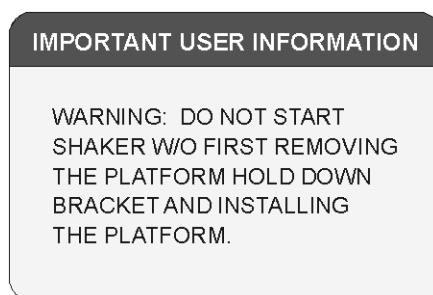 IMPORTANT USER INFORMATION
WARNING: DO NOT START
SHAKER W/O FIRST REMOVING
THE PLATFORM HOLD DOWN
BRACKET AND INSTALLING
THE PLATFORM.